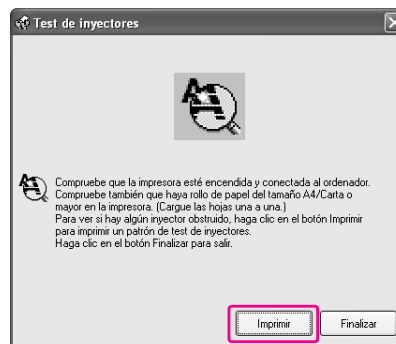 Test de inyectores
Compruebe que la impresora esté encendida y conectada al ordenador.
Compruebe también que haya rollo de papel del tamaño A4/Carta o
mayor en la impresora. (Cargue las hojas una a una.)
Para ver si hay algún inyector obstruido, haga clic en el botón Imprimir
para imprimir un patrón de test de inyectores.
Haga clic en el botón Finalizar para salir.
Imprimir
Finalizar